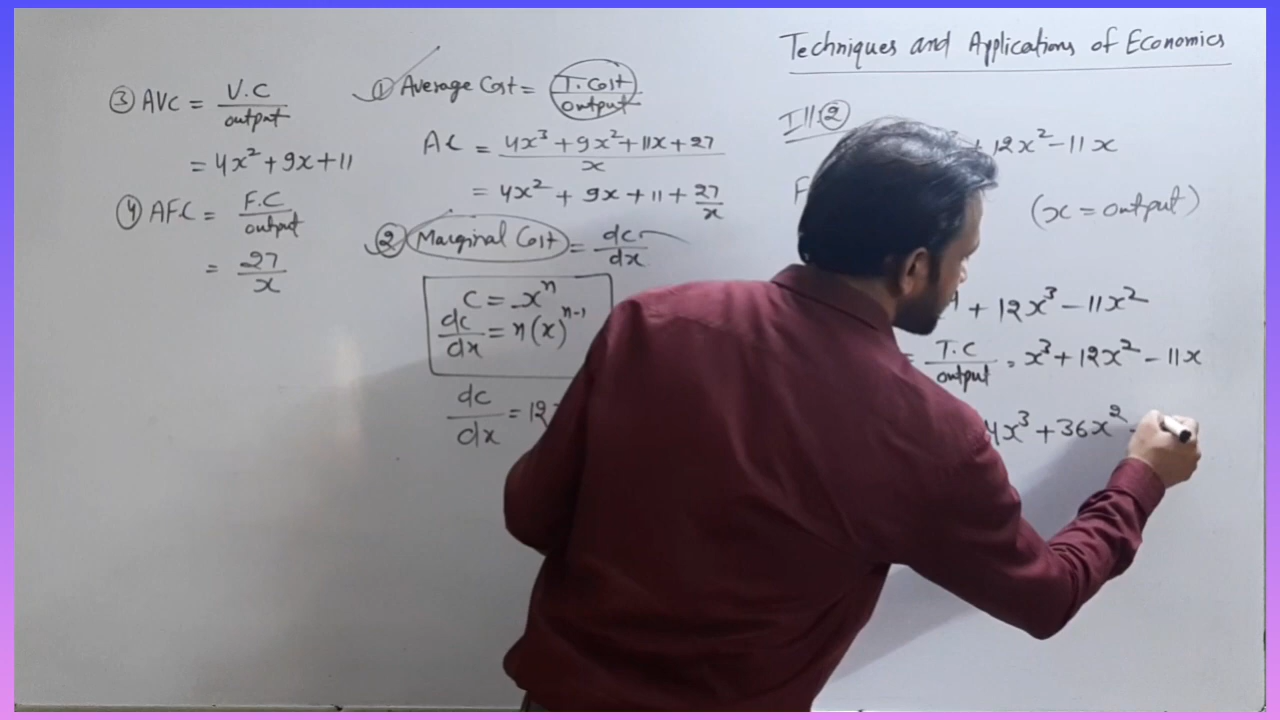 Techniques and Applications of Economics
③ AVC = V.C / output
= 4x² + 9x + 11
④ AFC = F.C / output
= 27 / x
① Average Cost = T. Cost / output
AC = 4x³ + 9x² + 11x + 27 / x
= 4x² + 9x + 11 + 27/x
② Marginal Cost = dc/dx
C = x^n
dc/dx = n(x)^(n-1)
dc/dx = 12
Ill: ②
+ 12x² - 11x
(x = output)
+ 12x³ - 11x²
= T.C / output = x³ + 12x² - 11x
4x³ + 36x² -